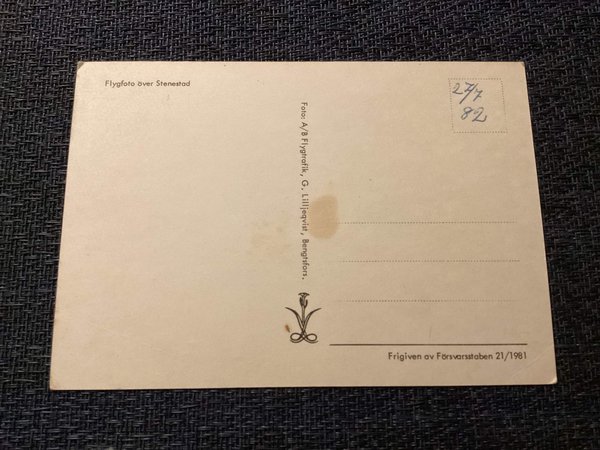 Flygfoto över Stenestad
27/7
82
Foto: A/B Flygtrafik, G. Lilljeqvist, Bengtsfors.
Frigiven av Försvarsstaben 21/1981